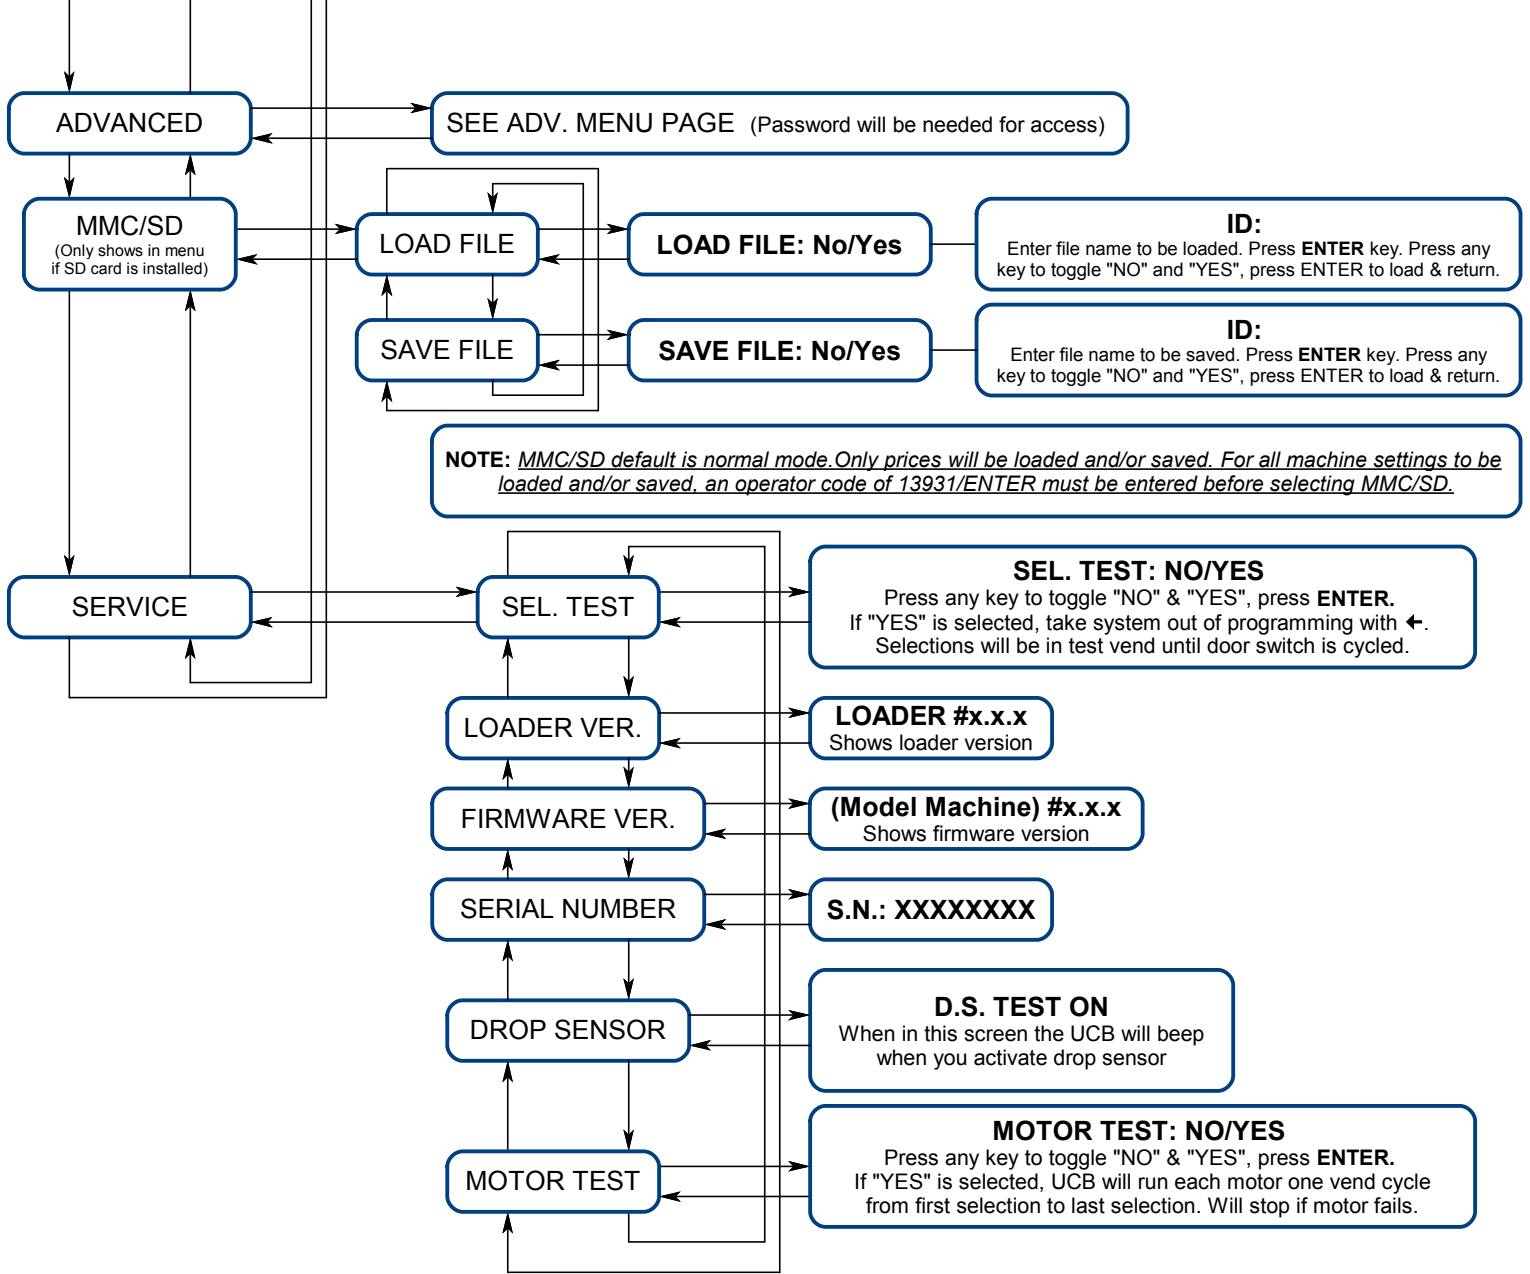 ADVANCED
SEE ADV. MENU PAGE (Password will be needed for access)
MMC/SD
(Only shows in menu
if SD card is installed)
LOAD FILE
LOAD FILE: No/Yes
ID:
Enter file name to be loaded. Press ENTER key. Press any
key to toggle "NO" and "YES", press ENTER to load & return.
SAVE FILE
SAVE FILE: No/Yes
ID:
Enter file name to be saved. Press ENTER key. Press any
key to toggle "NO" and "YES", press ENTER to load & return.
NOTE: MMC/SD default is normal mode.Only prices will be loaded and/or saved. For all machine settings to be
loaded and/or saved, an operator code of 13931/ENTER must be entered before selecting MMC/SD.
SERVICE
SEL. TEST
SEL. TEST: NO/YES
Press any key to toggle "NO" & "YES", press ENTER.
If "YES" is selected, take system out of programming with ←.
Selections will be in test vend until door switch is cycled.
LOADER VER.
LOADER #x.x.x
Shows loader version
FIRMWARE VER.
(Model Machine) #x.x.x
Shows firmware version
SERIAL NUMBER
S.N.: XXXXXXXX
DROP SENSOR
D.S. TEST ON
When in this screen the UCB will beep
when you activate drop sensor
MOTOR TEST
MOTOR TEST: NO/YES
Press any key to toggle "NO" & "YES", press ENTER.
If "YES" is selected, UCB will run each motor one vend cycle
from first selection to last selection. Will stop if motor fails.